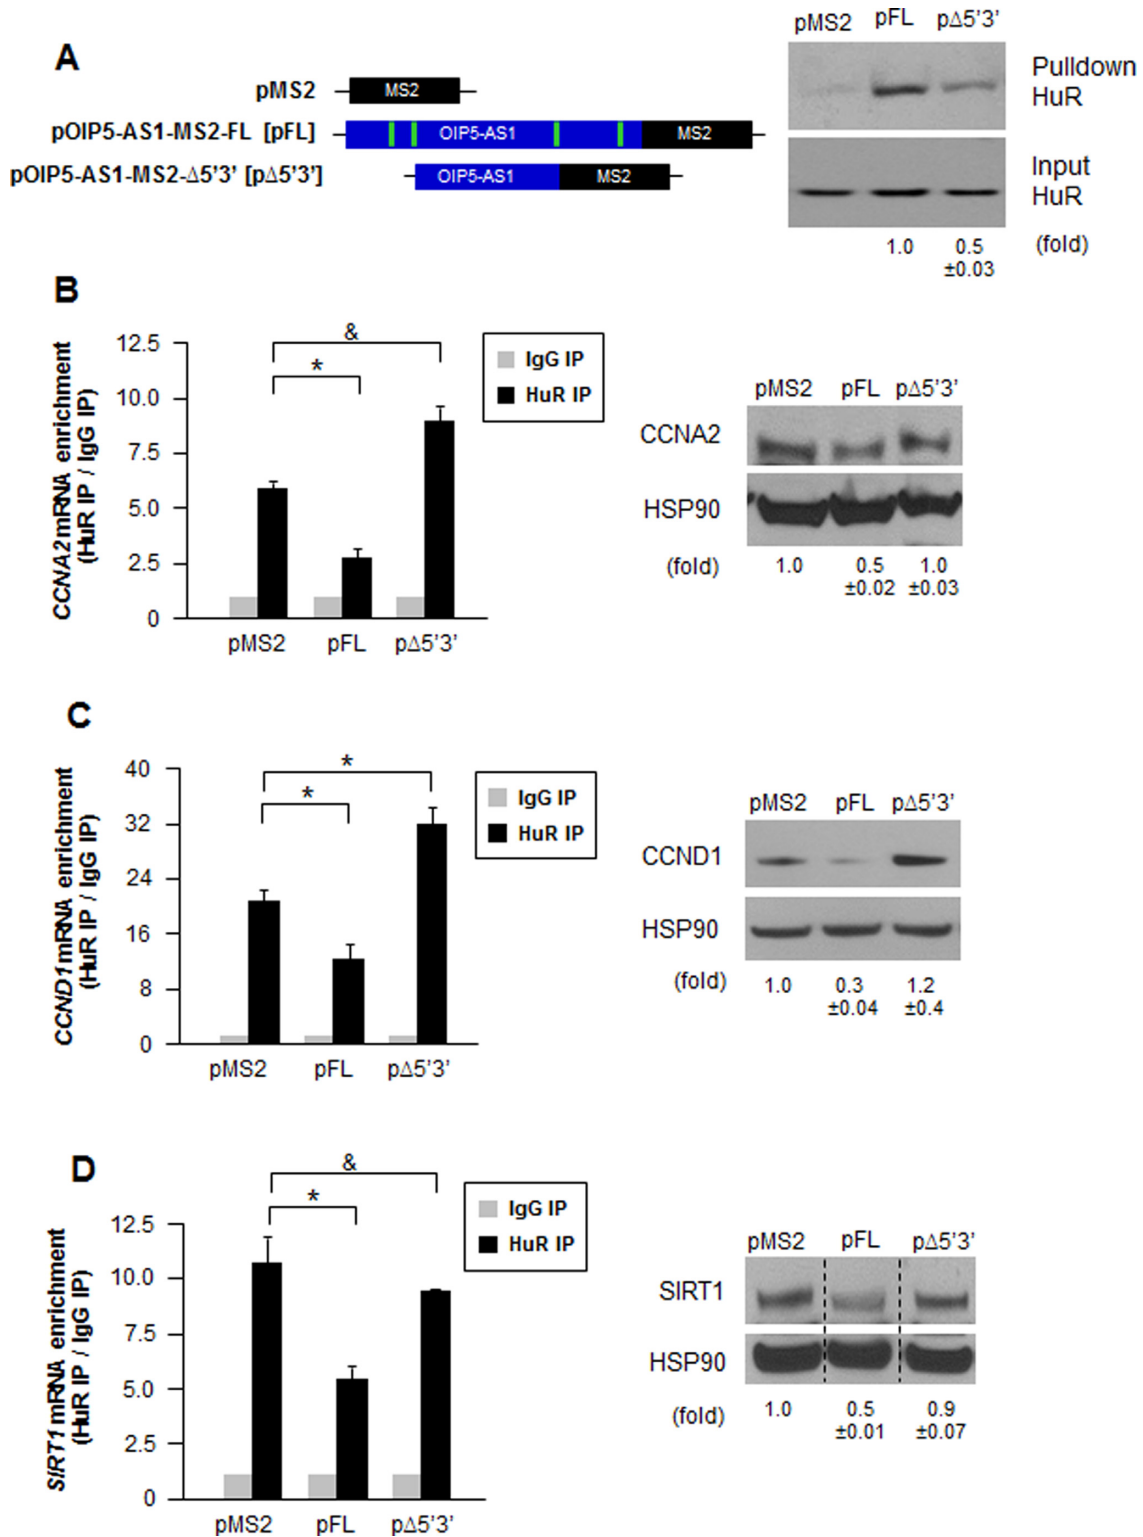 A
pMS2
MS2
pOIP5-AS1-MS2-FL [pFL]
OIP5-AS1
MS2
pOIP5-AS1-MS2-Δ5'3' [pΔ5'3']
OIP5-AS1
MS2
pMS2 pFL pΔ5'3'
Pulldown
HuR
Input
HuR
1.0 0.5 (fold)
±0.03
B
CCNA2 mRNA enrichment
(HuR IP / IgG IP)
12.5
10.0
7.5
5.0
2.5
0
&
*
IgG IP
HuR IP
pMS2 pFL pΔ5'3'
pMS2 pFL pΔ5'3'
CCNA2
HSP90
(fold) 1.0 0.5 1.0
±0.02 ±0.03
C
CCND1 mRNA enrichment
(HuR IP / IgG IP)
40
32
24
16
8
0
*
*
IgG IP
HuR IP
pMS2 pFL pΔ5'3'
pMS2 pFL pΔ5'3'
CCND1
HSP90
(fold) 1.0 0.3 1.2
±0.04 ±0.4
D
SIRT1 mRNA enrichment
(HuR IP / IgG IP)
12.5
10.0
7.5
5.0
2.5
0
&
*
IgG IP
HuR IP
pMS2 pFL pΔ5'3'
pMS2 pFL pΔ5'3'
SIRT1
HSP90
(fold) 1.0 0.5 0.9
±0.01 ±0.07